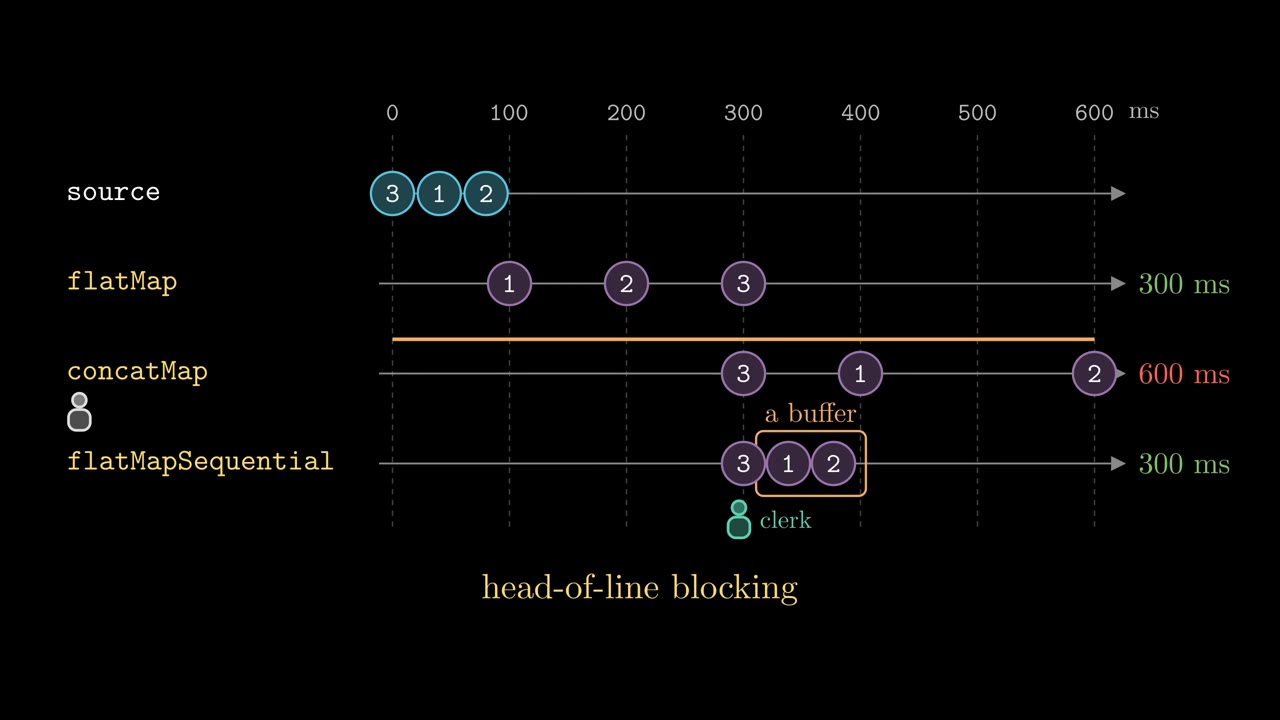 0 100 200 300 400 500 600 ms
source 3 1 2
flatMap 1 2 3 300 ms
concatMap 3 1 2 600 ms
a buffer
flatMapSequential 3 1 2 300 ms
clerk
head-of-line blocking